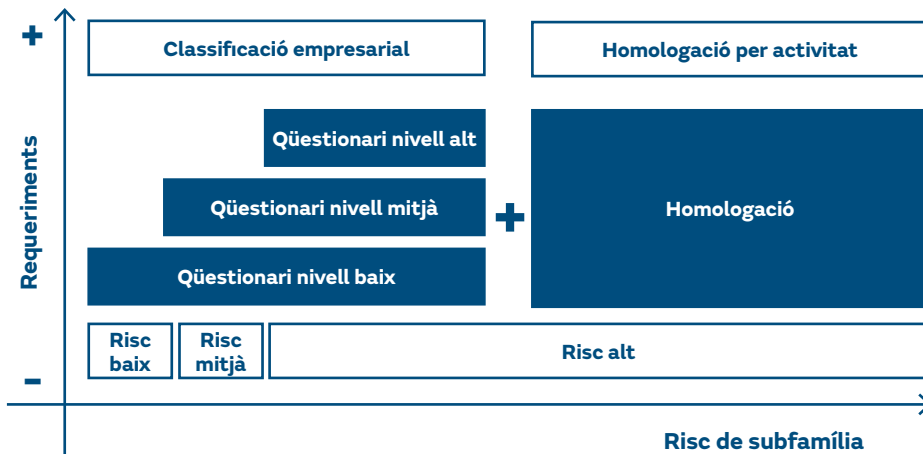 +
Classificació empresarial
Homologació per activitat
Requeriments
Qüestionari nivell alt
Qüestionari nivell mitjà
Qüestionari nivell baix
+
Homologació
Risc
baix
Risc
mitjà
Risc alt
-
Risc de subfamília